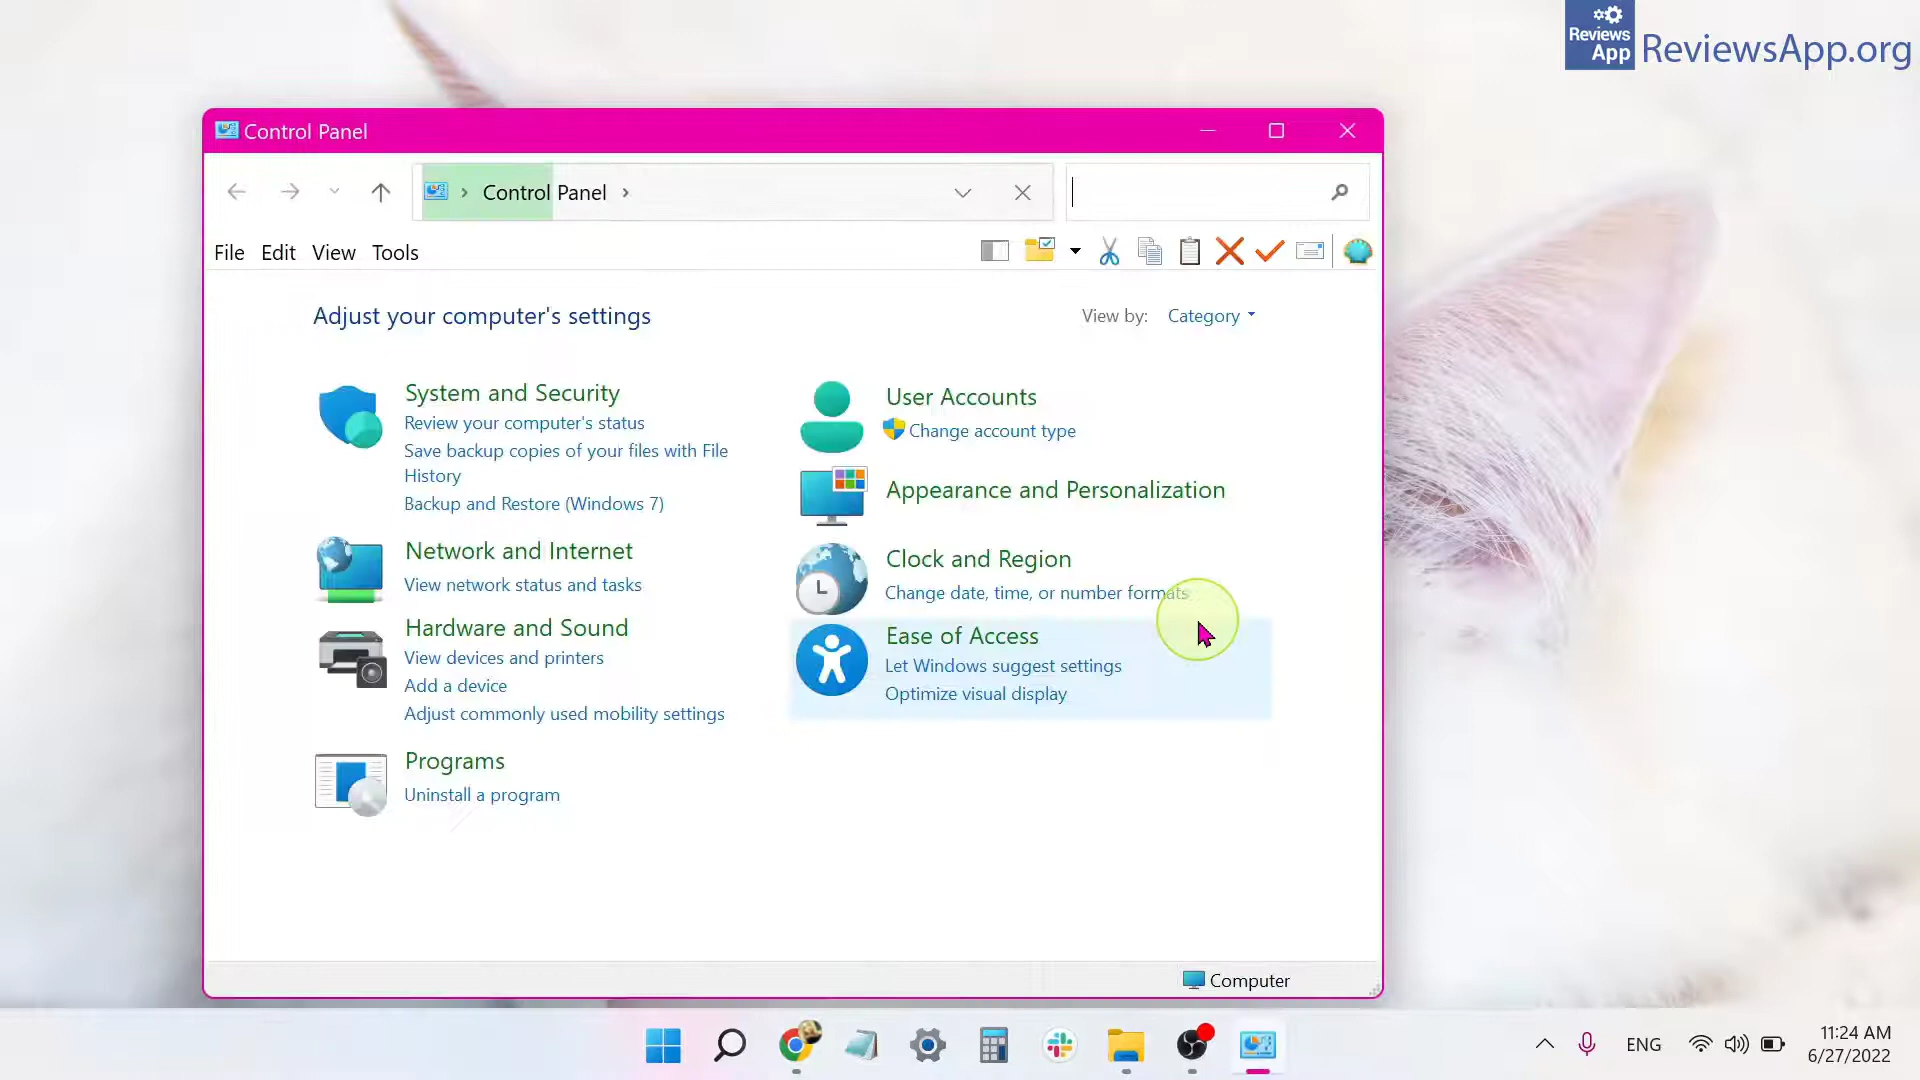 Reviews
App
ReviewsApp.org
Control Panel
Control Panel
File Edit View Tools
Adjust your computer's settings
View by: Category
System and Security
Review your computer's status
Save backup copies of your files with File
History
Backup and Restore (Windows 7)
Network and Internet
View network status and tasks
Hardware and Sound
View devices and printers
Add a device
Adjust commonly used mobility settings
Programs
Uninstall a program
User Accounts
Change account type
Appearance and Personalization
Clock and Region
Change date, time, or number formats
Ease of Access
Let Windows suggest settings
Optimize visual display
Computer
ENG
11:24 AM
6/27/2022